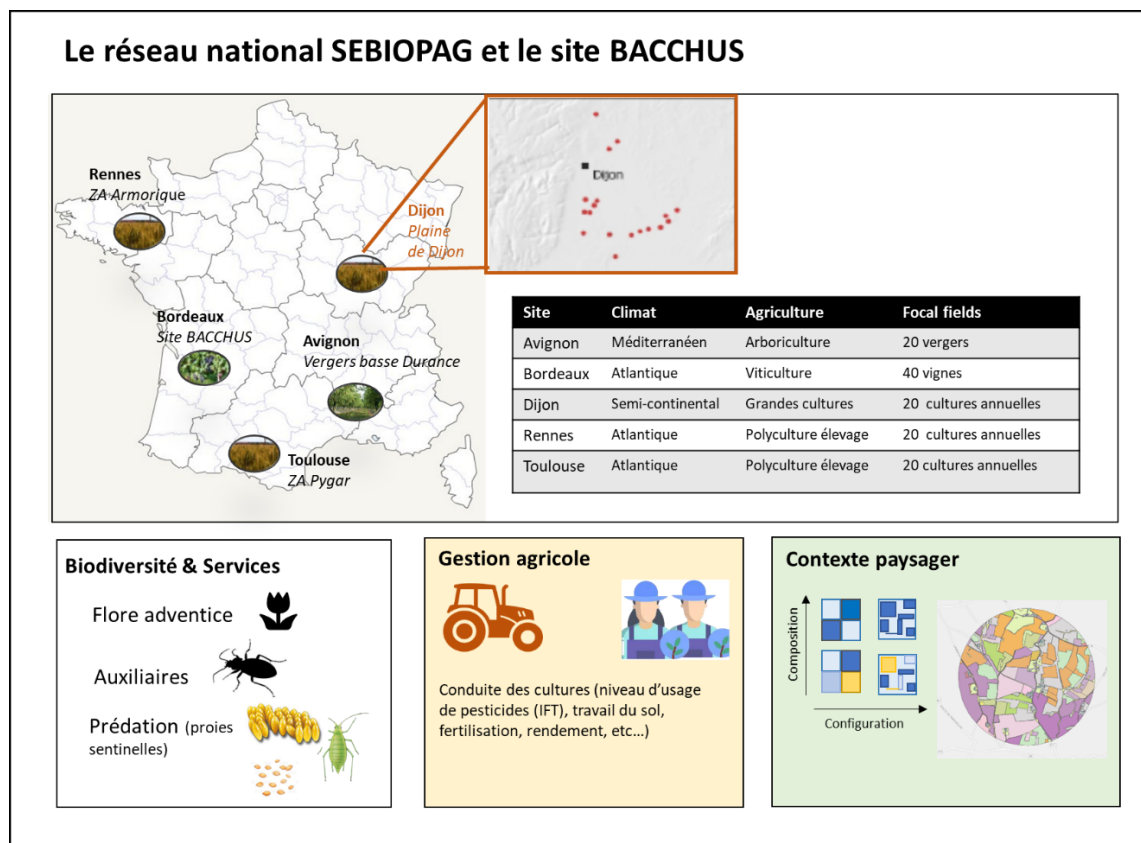 Le réseau national SEBIOPAG et le site BACCHUS
Rennes
ZA Armorique
Dijon
Plaine
de Dijon
Dijon
Bordeaux
Site BACCHUS
Avignon
Vergers basse Durance
Toulouse
ZA Pygar
Site Climat Agriculture Focal fields
Avignon Méditerranéen Arboriculture 20 vergers
Bordeaux Atlantique Viticulture 40 vignes
Dijon Semi-continental Grandes cultures 20 cultures annuelles
Rennes Atlantique Polyculture élevage 20 cultures annuelles
Toulouse Atlantique Polyculture élevage 20 cultures annuelles
Biodiversité & Services
Flore adventice
Auxiliaires
Prédation (proies
sentinelles)
Gestion agricole
Conduite des cultures (niveau d'usage
de pesticides (IFT), travail du sol,
fertilisation, rendement, etc…)
Contexte paysager
Composition
Configuration